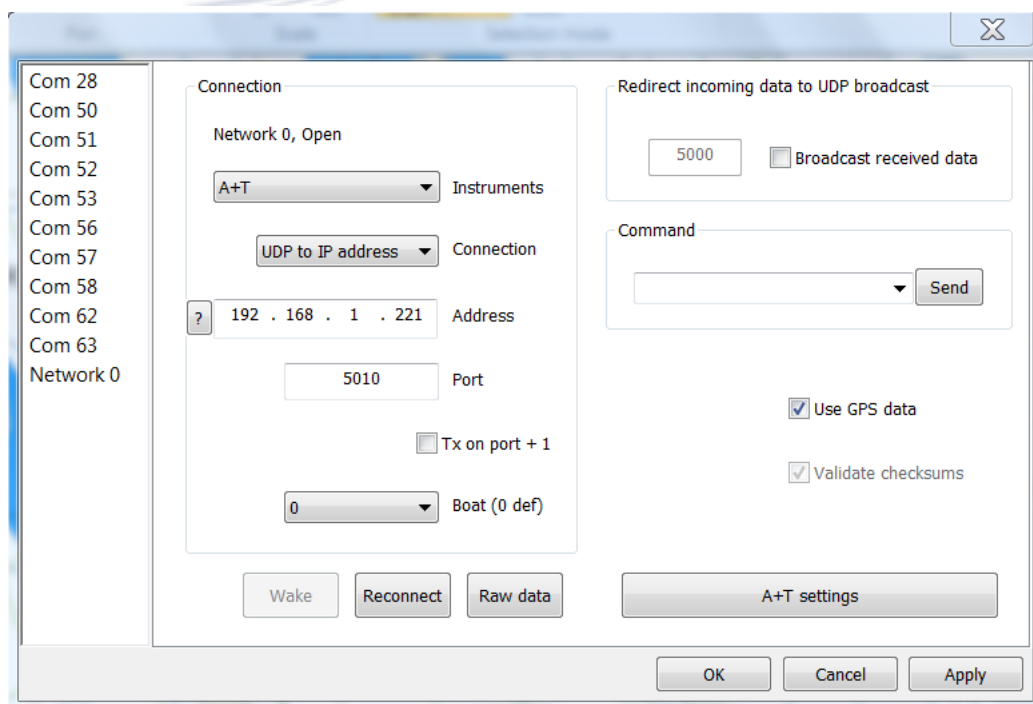 Com 28
Com 50
Com 51
Com 52
Com 53
Com 56
Com 57
Com 58
Com 62
Com 63
Network 0
Connection
Network 0, Open
A+T Instruments
UDP to IP address Connection
? 192 . 168 . 1 . 221 Address
5010 Port
Tx on port + 1
0 Boat (0 def)
Wake Reconnect Raw data
Redirect incoming data to UDP broadcast
5000 Broadcast received data
Command
Send
Use GPS data
Validate checksums
A+T settings
OK Cancel Apply